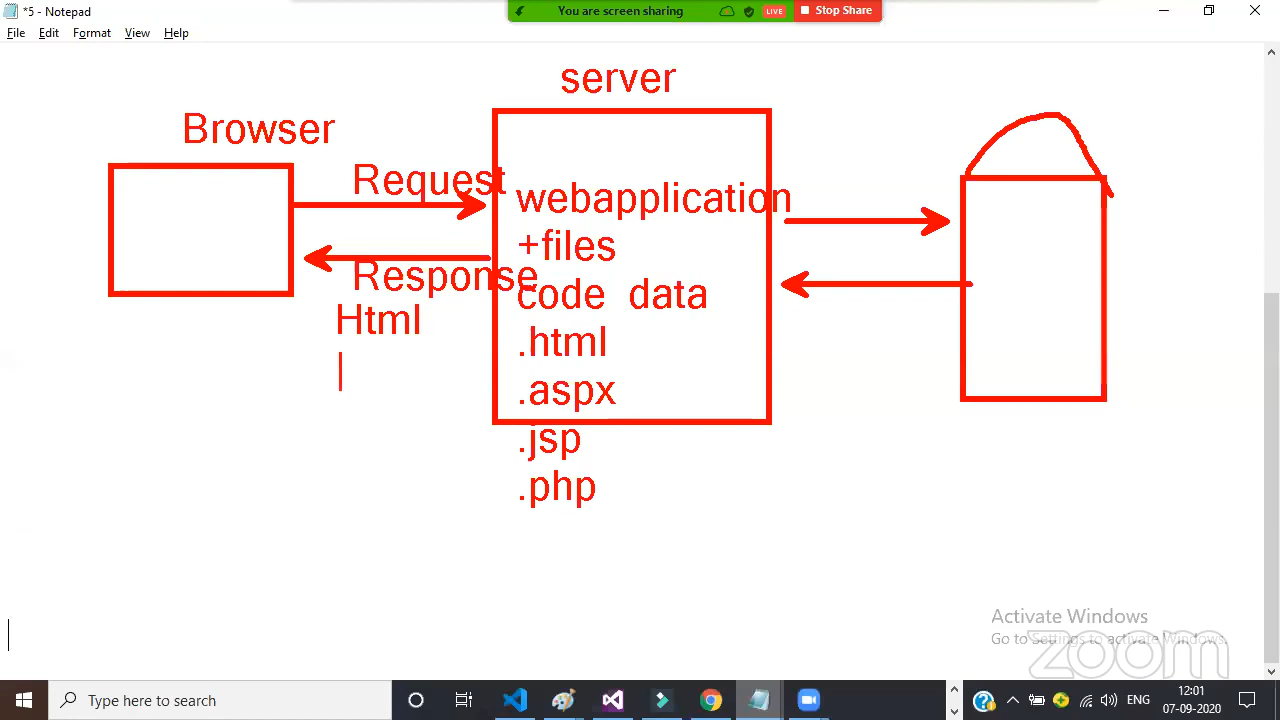 *5 - Notepad
You are screen sharing
LIVE
Stop Share
File Edit Format View Help
server
Browser
Request
webapplication
+files
Response
code data
Html
.html
.aspx
.jsp
.php
Activate Windows
Go to Settings to activate Windows.
zoom
Type here to search
ENG
12:01
07-09-2020